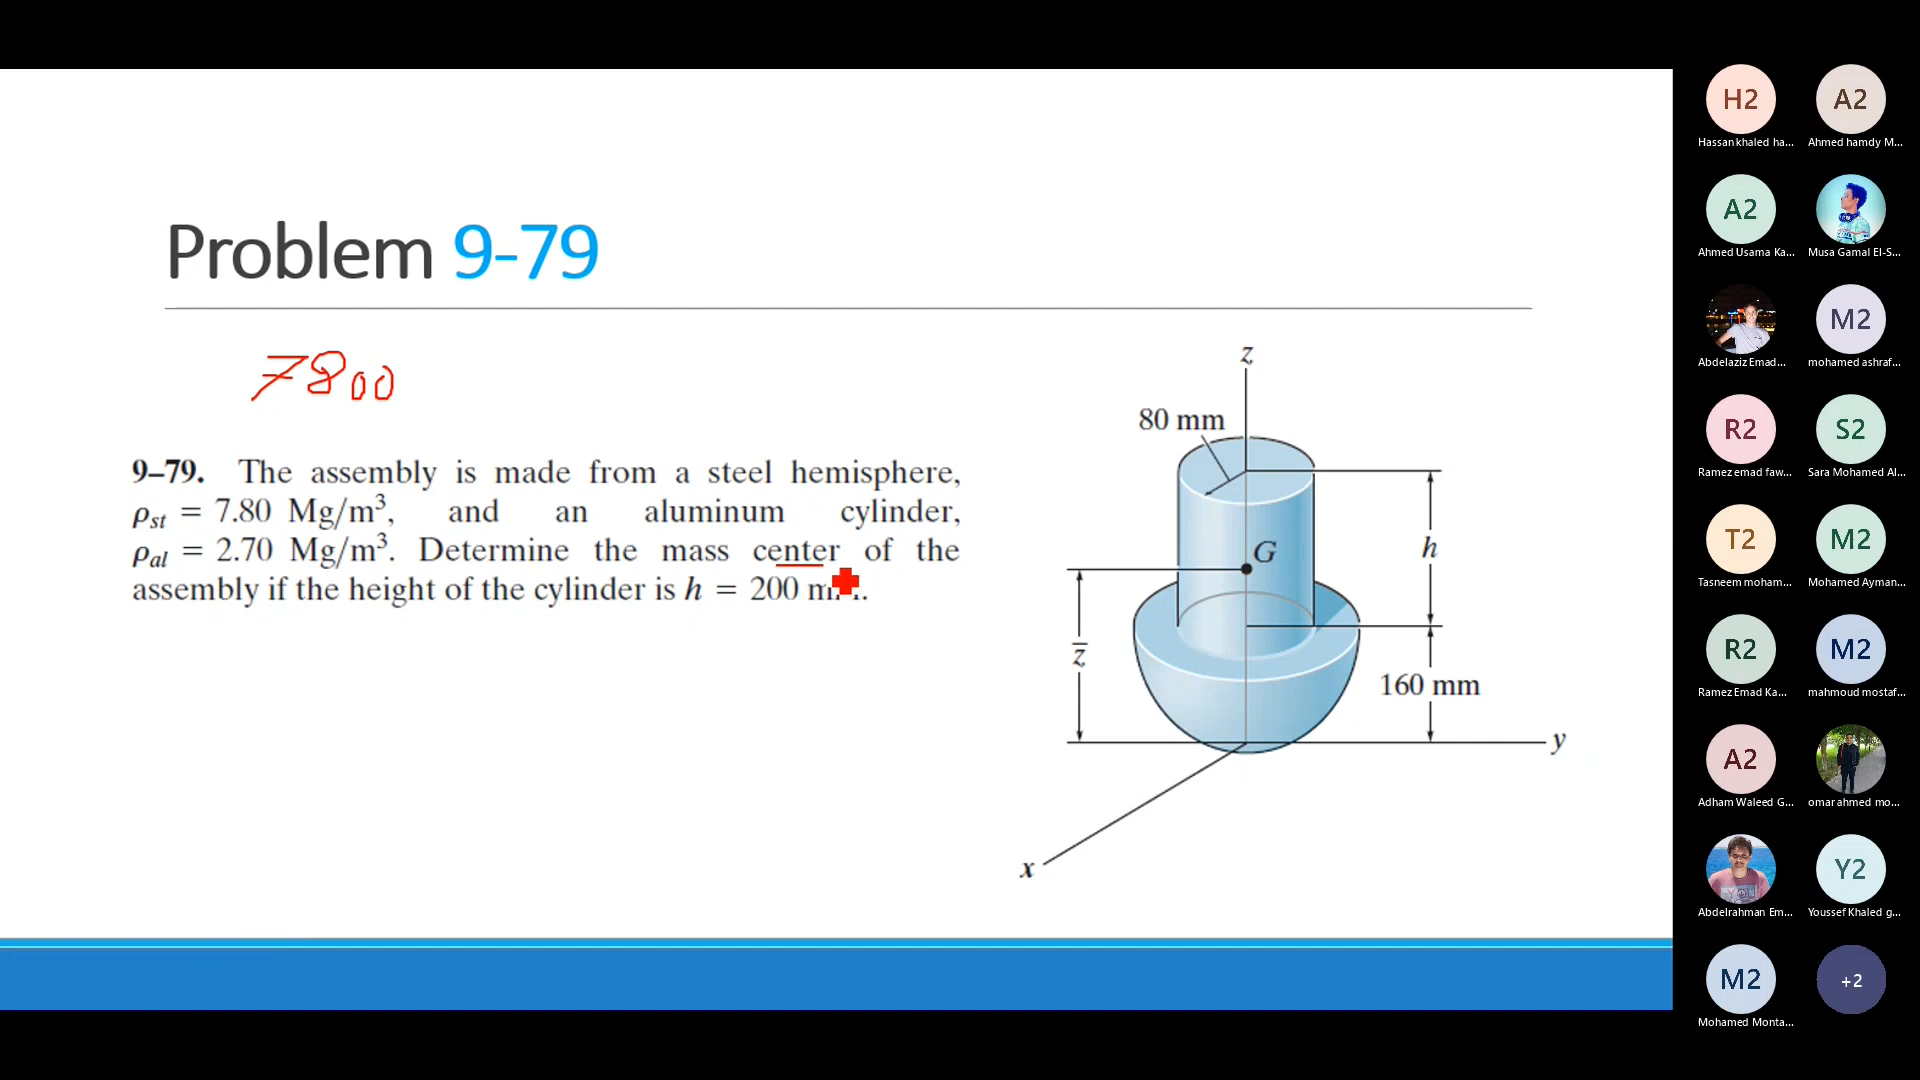 Problem 9-79
7800
9–79. The assembly is made from a steel hemisphere,
ρst = 7.80 Mg/m³, and an aluminum cylinder,
ρal = 2.70 Mg/m³. Determine the mass center of the
assembly if the height of the cylinder is h = 200
z
80 mm
G
h
z̄
160 mm
y
x
H2 A2
Hassan khaled ha... Ahmed hamdy M...
A2
Ahmed Usama Ka... Musa Gamal El-S...
M2
Abdelaziz Emad... mohamed ashraf...
R2 S2
Ramez emad faw... Sara Mohamed Al...
T2 M2
Tasneem moham... Mohamed Ayman...
R2 M2
Ramez Emad Ka... mahmoud mostaf...
A2
Adham Waleed G... omar ahmed mo...
Y2
Abdelrahman Em... Youssef Khaled g...
M2 +2
Mohamed Monta...